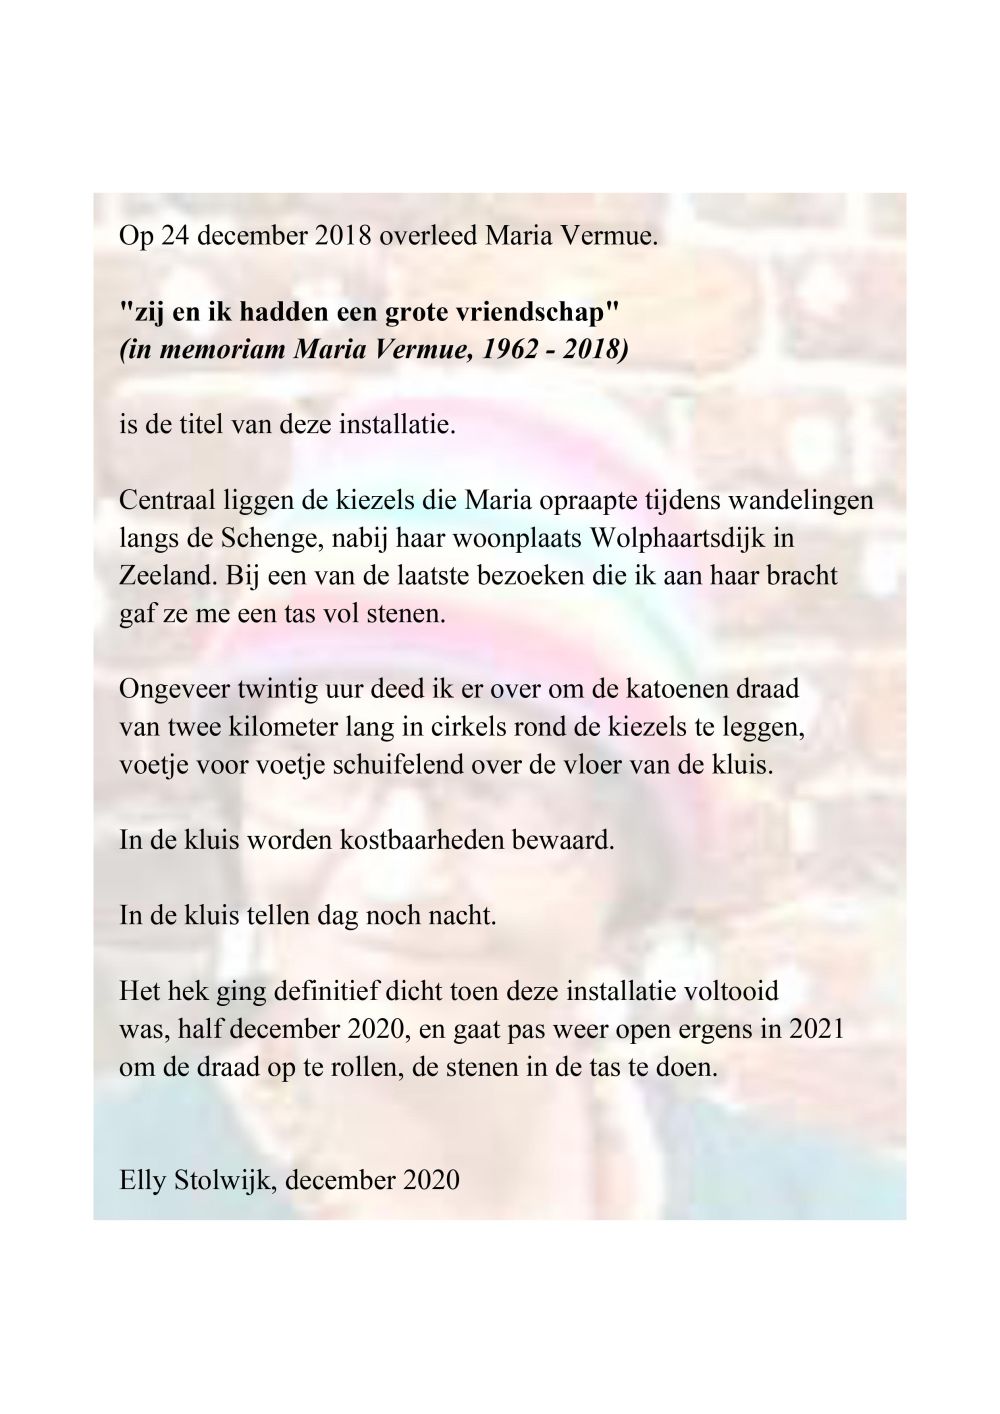 Op 24 december 2018 overleed Maria Vermue.
"zij en ik hadden een grote vriendschap"
(in memoriam Maria Vermue, 1962 - 2018)
is de titel van deze installatie.
Centraal liggen de kiezels die Maria opraapte tijdens wandelingen
langs de Schenge, nabij haar woonplaats Wolphaartsdijk in
Zeeland. Bij een van de laatste bezoeken die ik aan haar bracht
gaf ze me een tas vol stenen.
Ongeveer twintig uur deed ik er over om de katoenen draad
van twee kilometer lang in cirkels rond de kiezels te leggen,
voetje voor voetje schuifelend over de vloer van de kluis.
In de kluis worden kostbaarheden bewaard.
In de kluis tellen dag noch nacht.
Het hek ging definitief dicht toen deze installatie voltooid
was, half december 2020, en gaat pas weer open ergens in 2021
om de draad op te rollen, de stenen in de tas te doen.
Elly Stolwijk, december 2020